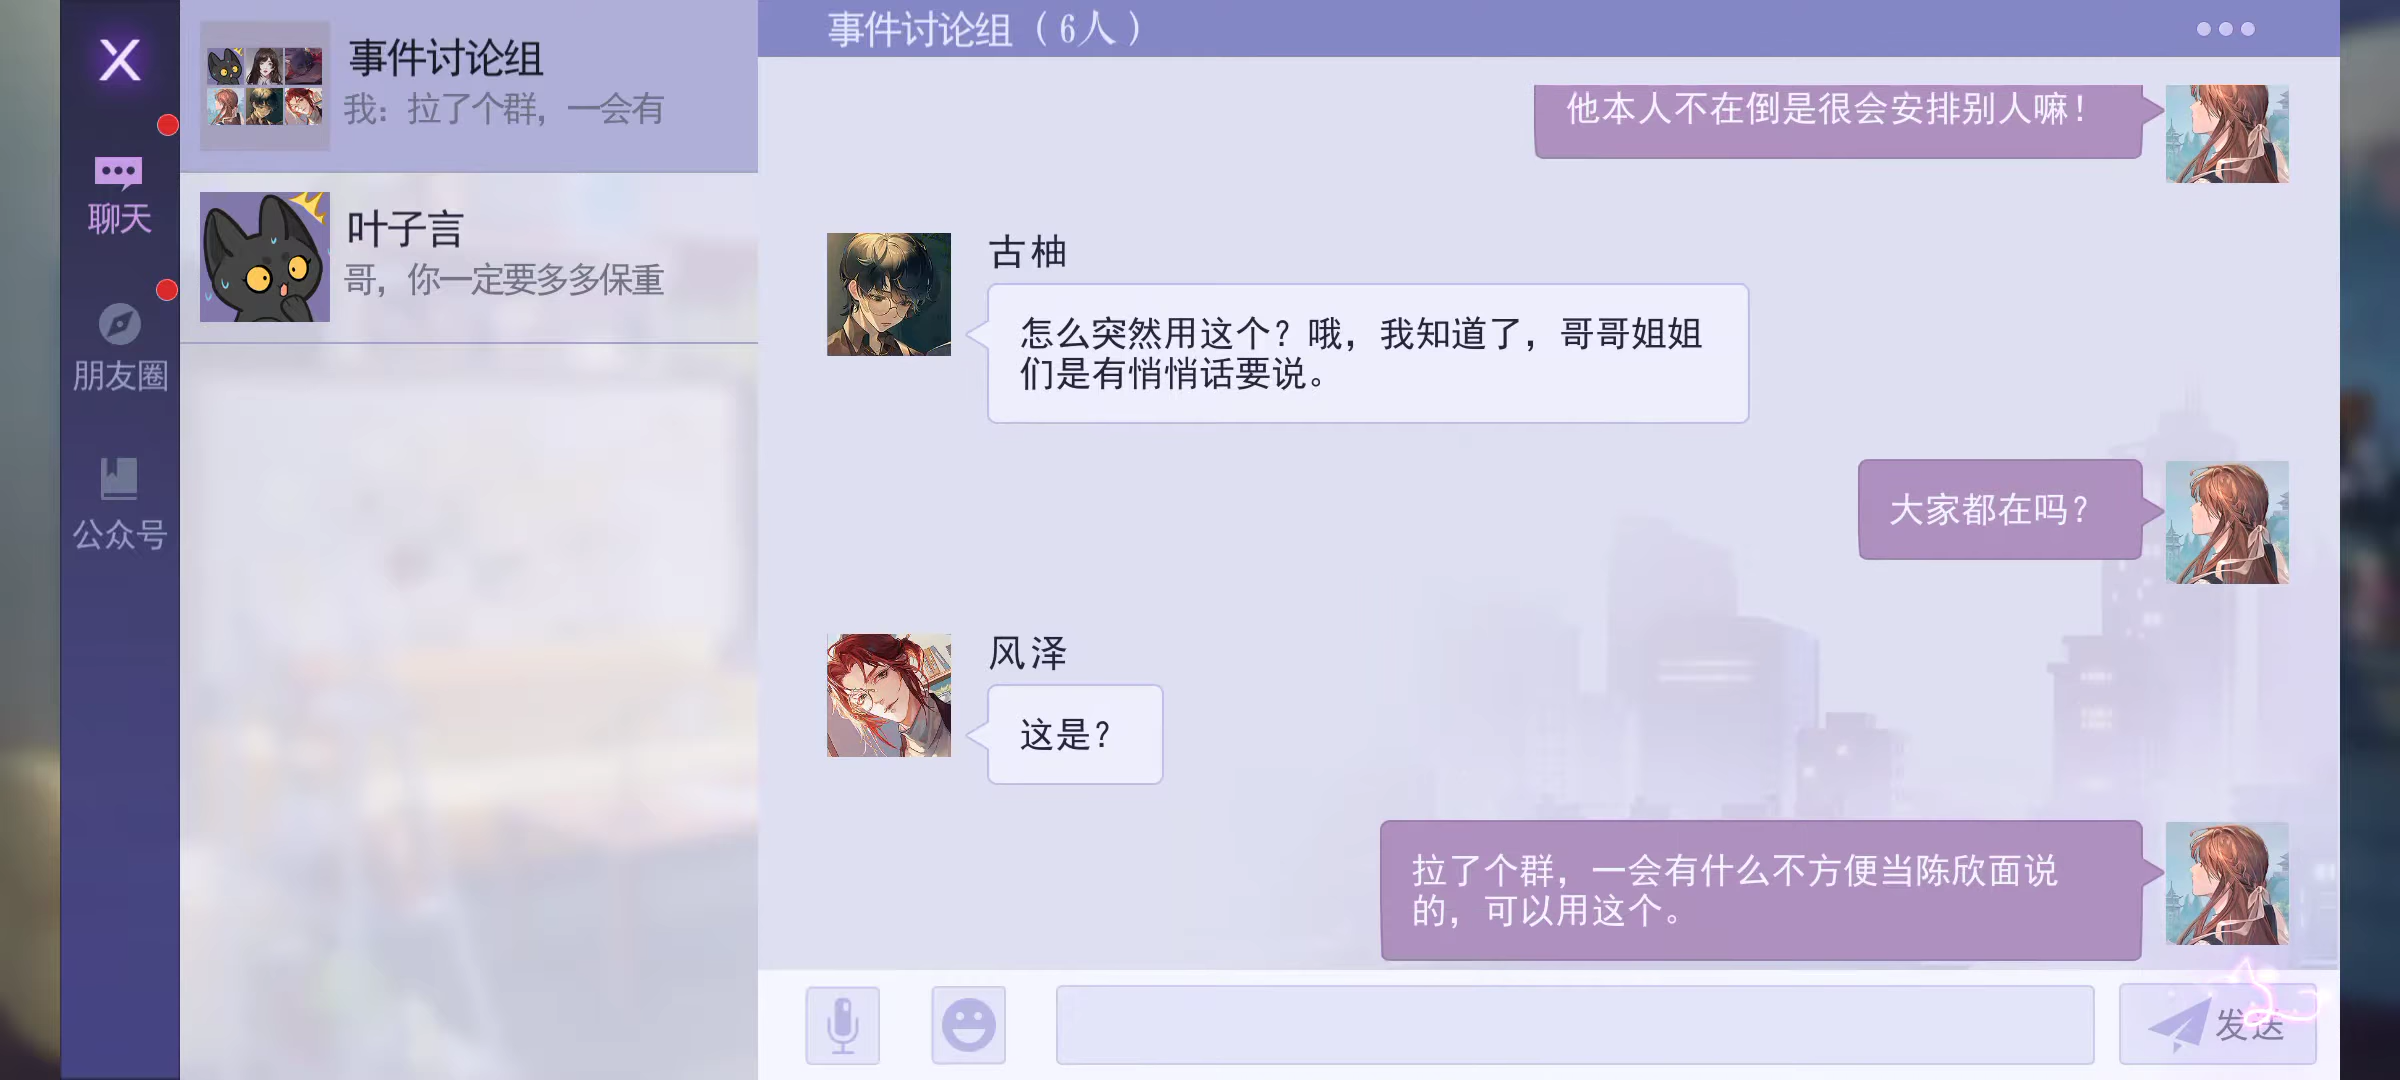 聊天
朋友圈
公众号
事件讨论组
我：拉了个群，一会有
叶子言
哥，你一定要多多保重
事件讨论组（6人）
他本人不在倒是很会安排别人嘛！
古柚
怎么突然用这个？哦，我知道了，哥哥姐姐
们是有悄悄话要说。
大家都在吗？
风泽
这是？
拉了个群，一会有什么不方便当陈欣面说
的，可以用这个。
发送